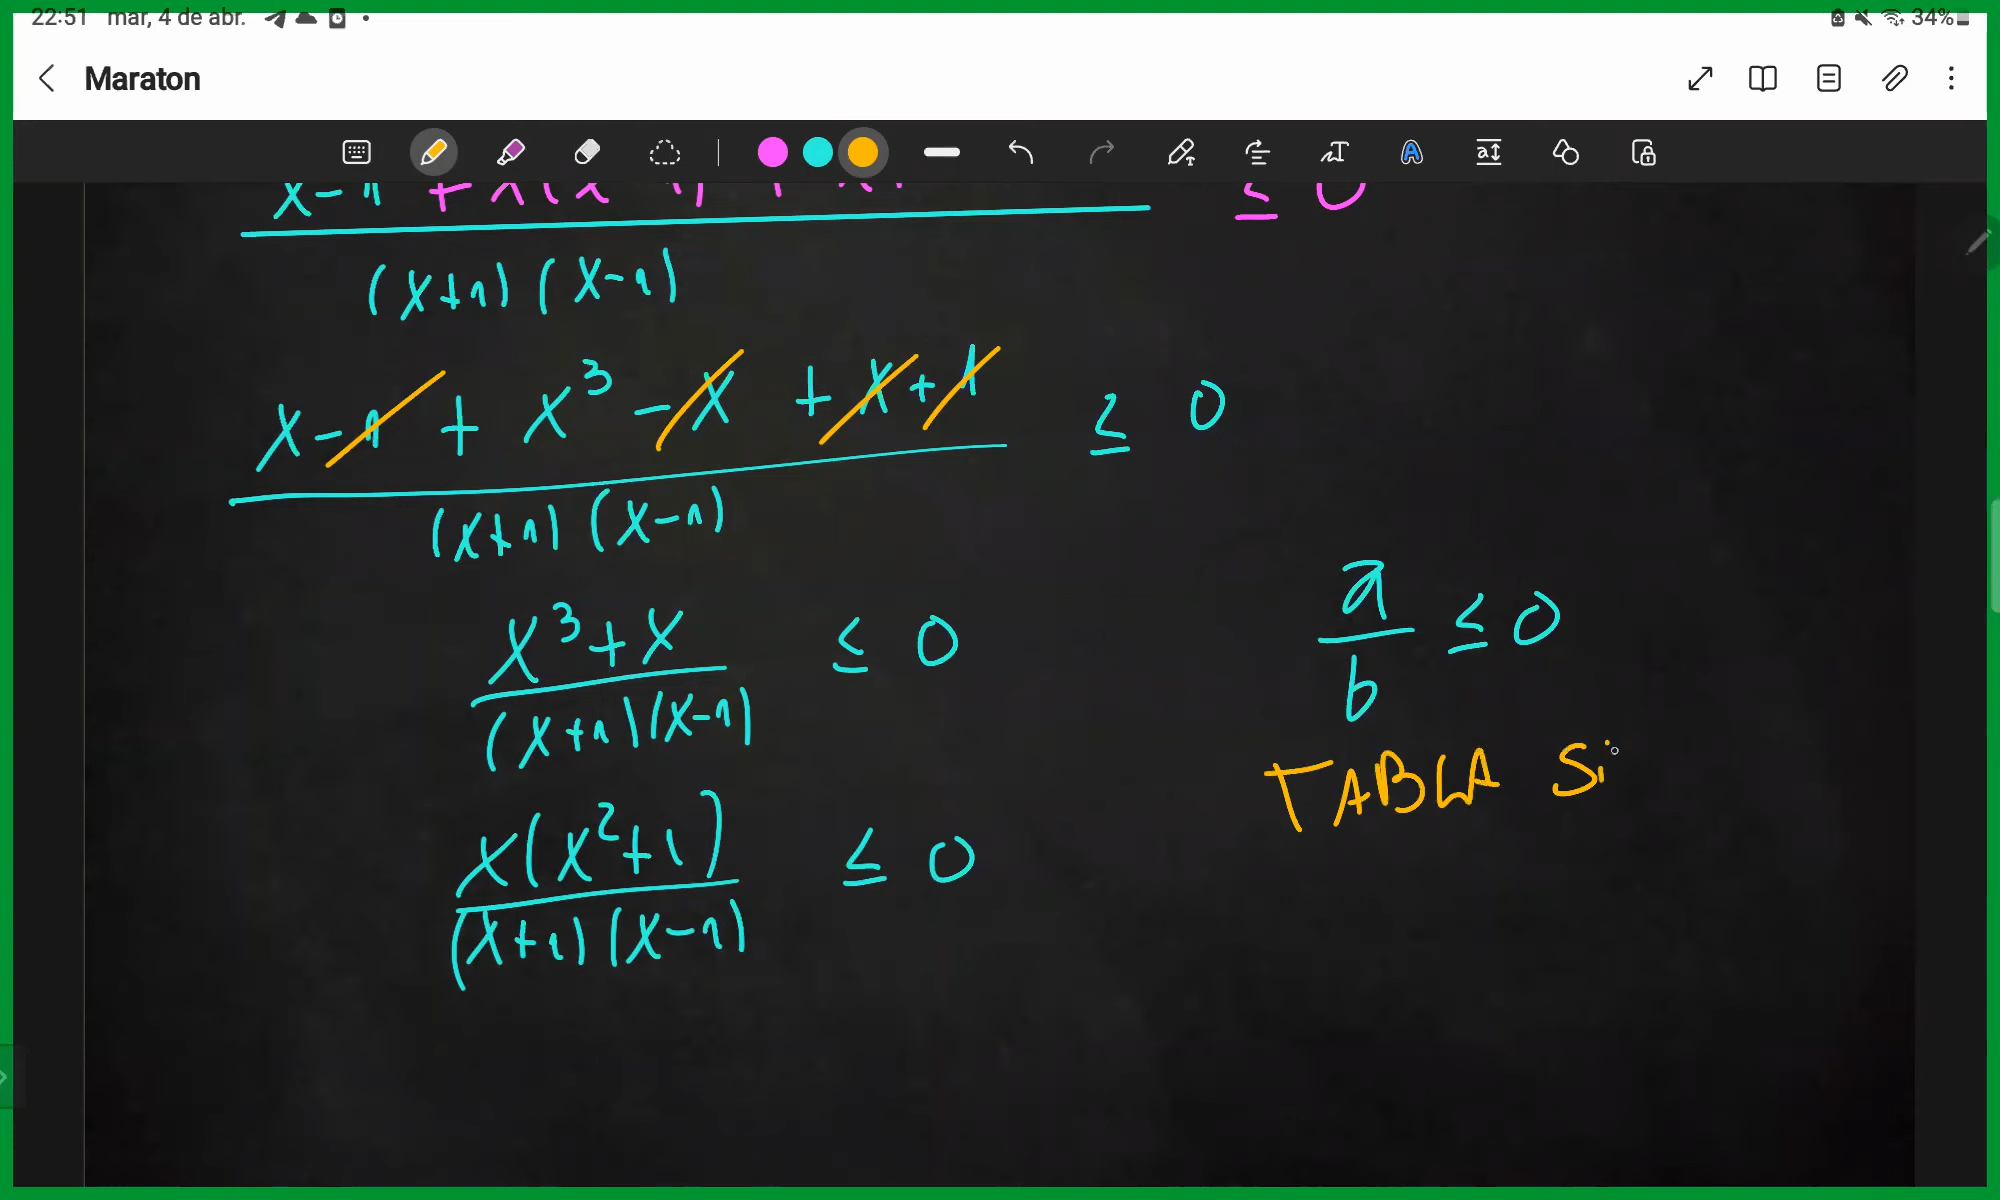 22:51 mar, 4 de abr. 34%
Maraton
≤ 0
(x+1) (x-1)
x-1 + x³ -x + x + 1 ≤ 0
(x+1) (x-1)
x³+x ≤ 0
(x+1)(x-1)
x(x²+1) ≤ 0
(x+1)(x-1)
a ≤ 0
b
TABLA Si